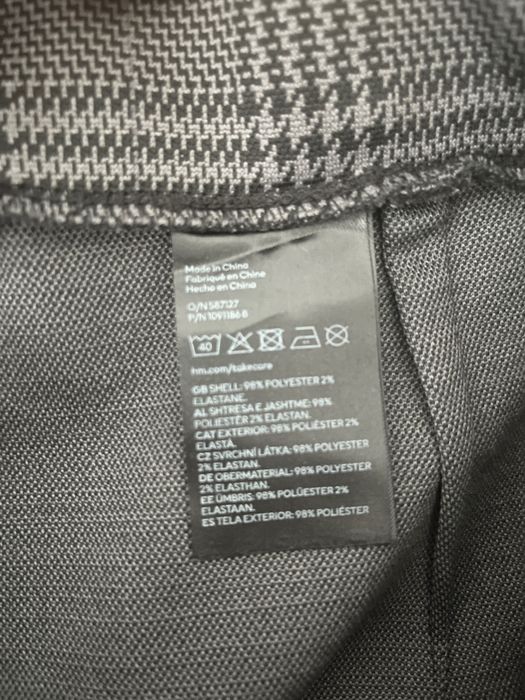 Made in China
Fabriqué en Chine
Hecho en China
O/N 587127
P/N 1091186 B
40
hm.com/takecare
GB SHELL: 98% POLYESTER 2%
ELASTANE.
AL SHTRESA E JASHTME: 98%
POLIESTËR 2% ELASTAN.
CAT EXTERIOR: 98% POLIÈSTER 2%
ELASTÀ.
CZ SVRCHNÍ LÁTKA: 98% POLYESTER
2% ELASTAN.
DE OBERMATERIAL: 98% POLYESTER
2% ELASTHAN.
EE ÜMBRIS: 98% POLÜESTER 2%
ELASTAAN.
ES TELA EXTERIOR: 98% POLIÉSTER